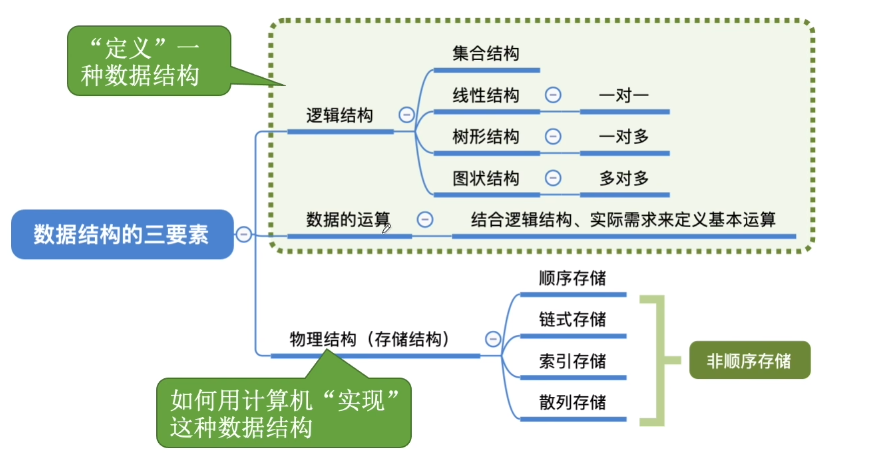 “定义”一
种数据结构
集合结构
线性结构
一对一
逻辑结构
树形结构
一对多
图状结构
多对多
数据结构的三要素
数据的运算
结合逻辑结构、实际需求来定义基本运算
顺序存储
物理结构（存储结构）
链式存储
索引存储
散列存储
非顺序存储
如何用计算机“实现”
这种数据结构